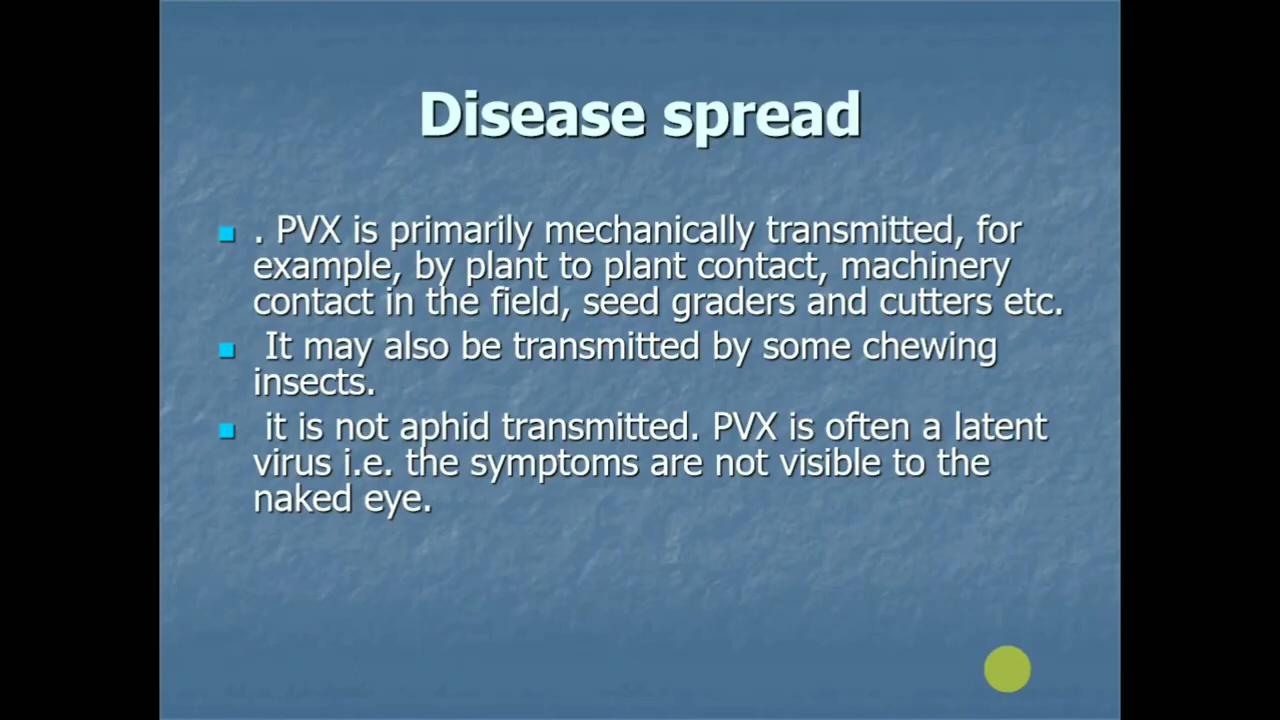 Disease spread
. PVX is primarily mechanically transmitted, for
example, by plant to plant contact, machinery
contact in the field, seed graders and cutters etc.
It may also be transmitted by some chewing
insects.
it is not aphid transmitted. PVX is often a latent
virus i.e. the symptoms are not visible to the
naked eye.